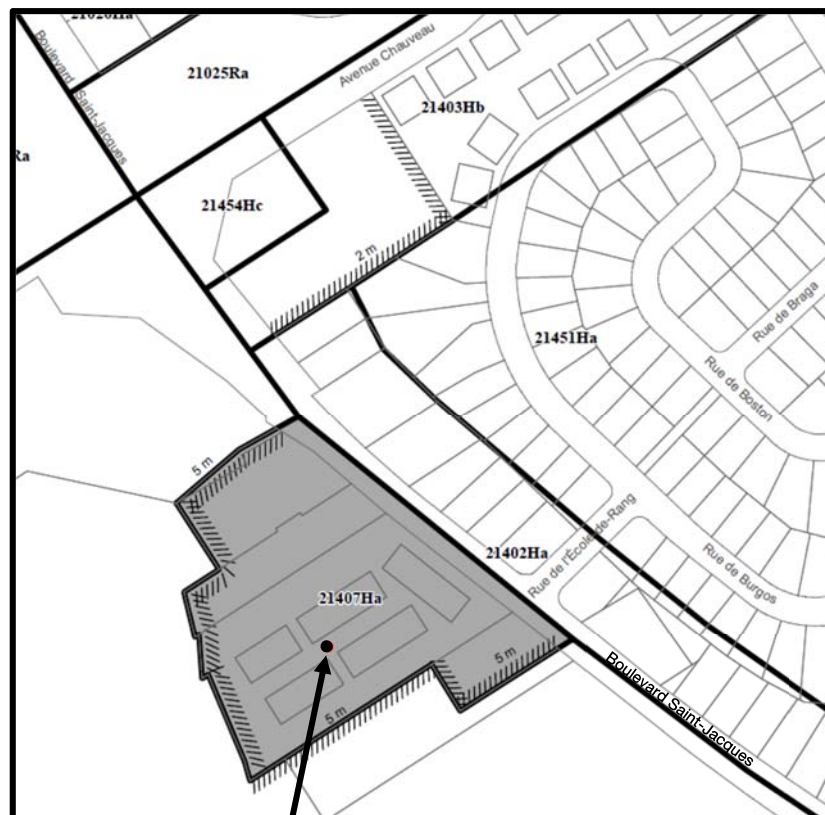 21020Ha
Boulevard Saint-Jacques
21025Ra
Avenue Chauveau
21403Hb
Ra
21454Hc
2 m
Rue de Braga
21451Ha
Rue de Boston
5 m
21402Ha
Rue de l'École-de-Rang
Rue de Burgos
21407Ha
5 m
Boulevard Saint-Jacques
5 m